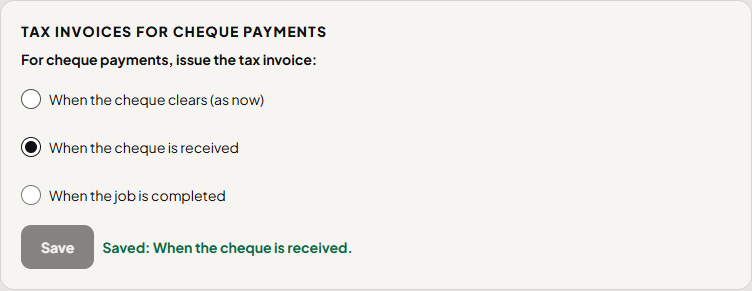 TAX INVOICES FOR CHEQUE PAYMENTS
For cheque payments, issue the tax invoice:
When the cheque clears (as now)
When the cheque is received
When the job is completed
Save Saved: When the cheque is received.